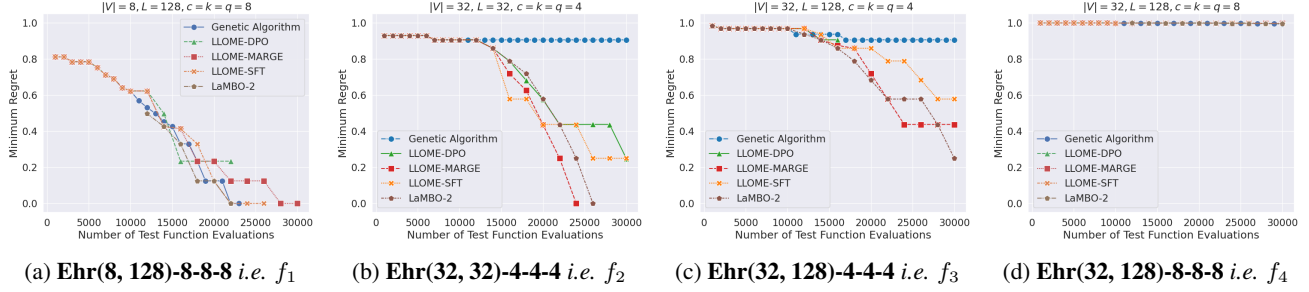 |V| = 8, L = 128, c = k = q = 8
Minimum Regret
1.0
0.8
0.6
0.4
0.2
0.0
Genetic Algorithm
LLOME-DPO
LLOME-MARGE
LLOME-SFT
LaMBO-2
0 5000 10000 15000 20000 25000 30000
Number of Test Function Evaluations
(a) Ehr(8, 128)-8-8-8 i.e. f1
|V| = 32, L = 32, c = k = q = 4
Minimum Regret
1.0
0.8
0.6
0.4
0.2
0.0
Genetic Algorithm
LLOME-DPO
LLOME-MARGE
LLOME-SFT
LaMBO-2
0 5000 10000 15000 20000 25000 30000
Number of Test Function Evaluations
(b) Ehr(32, 32)-4-4-4 i.e. f2
|V| = 32, L = 128, c = k = q = 4
Minimum Regret
1.0
0.8
0.6
0.4
0.2
0.0
Genetic Algorithm
LLOME-DPO
LLOME-MARGE
LLOME-SFT
LaMBO-2
0 5000 10000 15000 20000 25000 30000
Number of Test Function Evaluations
(c) Ehr(32, 128)-4-4-4 i.e. f3
|V| = 32, L = 128, c = k = q = 8
Minimum Regret
1.0
0.8
0.6
0.4
0.2
0.0
Genetic Algorithm
LLOME-DPO
LLOME-MARGE
LLOME-SFT
LaMBO-2
0 5000 10000 15000 20000 25000 30000
Number of Test Function Evaluations
(d) Ehr(32, 128)-8-8-8 i.e. f4